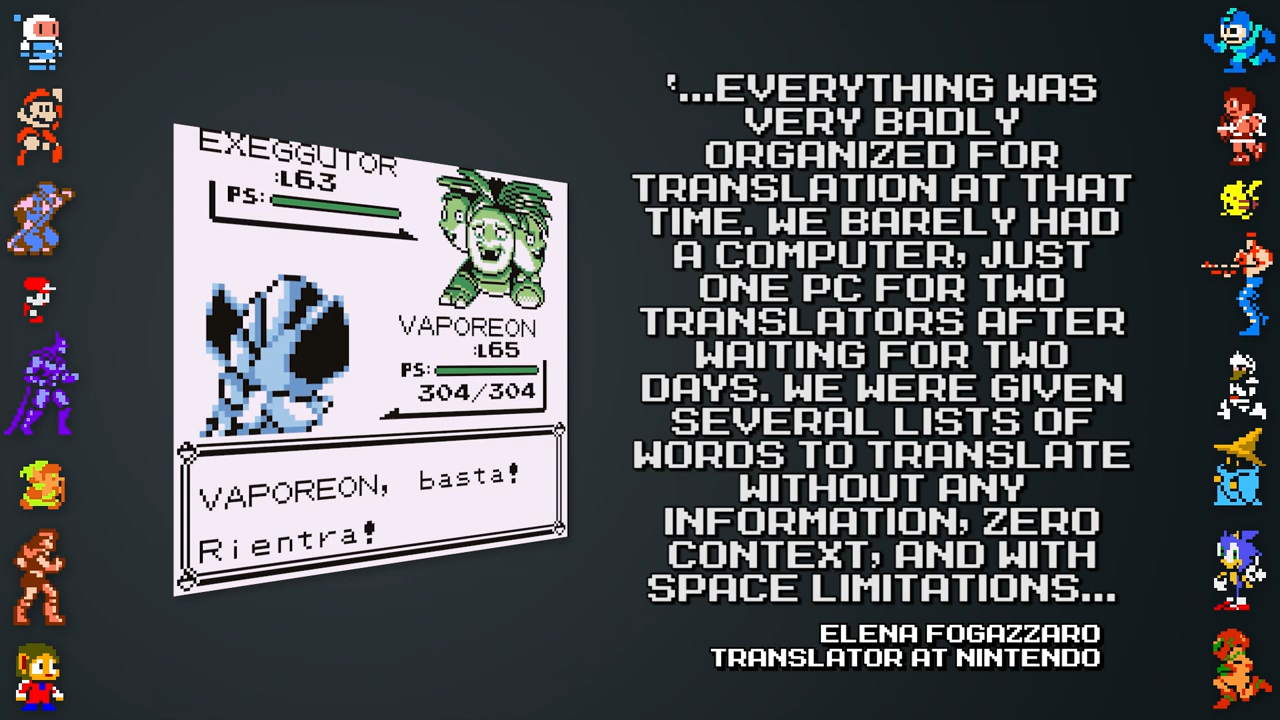 EXEGGUTOR
:L63
PS:
VAPOREON
:L65
PS:
304/304
VAPOREON, basta!
Rientra!
'...EVERYTHING WAS
VERY BADLY
ORGANIZED FOR
TRANSLATION AT THAT
TIME. WE BARELY HAD
A COMPUTER, JUST
ONE PC FOR TWO
TRANSLATORS AFTER
WAITING FOR TWO
DAYS. WE WERE GIVEN
SEVERAL LISTS OF
WORDS TO TRANSLATE
WITHOUT ANY
INFORMATION, ZERO
CONTEXT, AND WITH
SPACE LIMITATIONS...
ELENA FOGAZZARO
TRANSLATOR AT NINTENDO